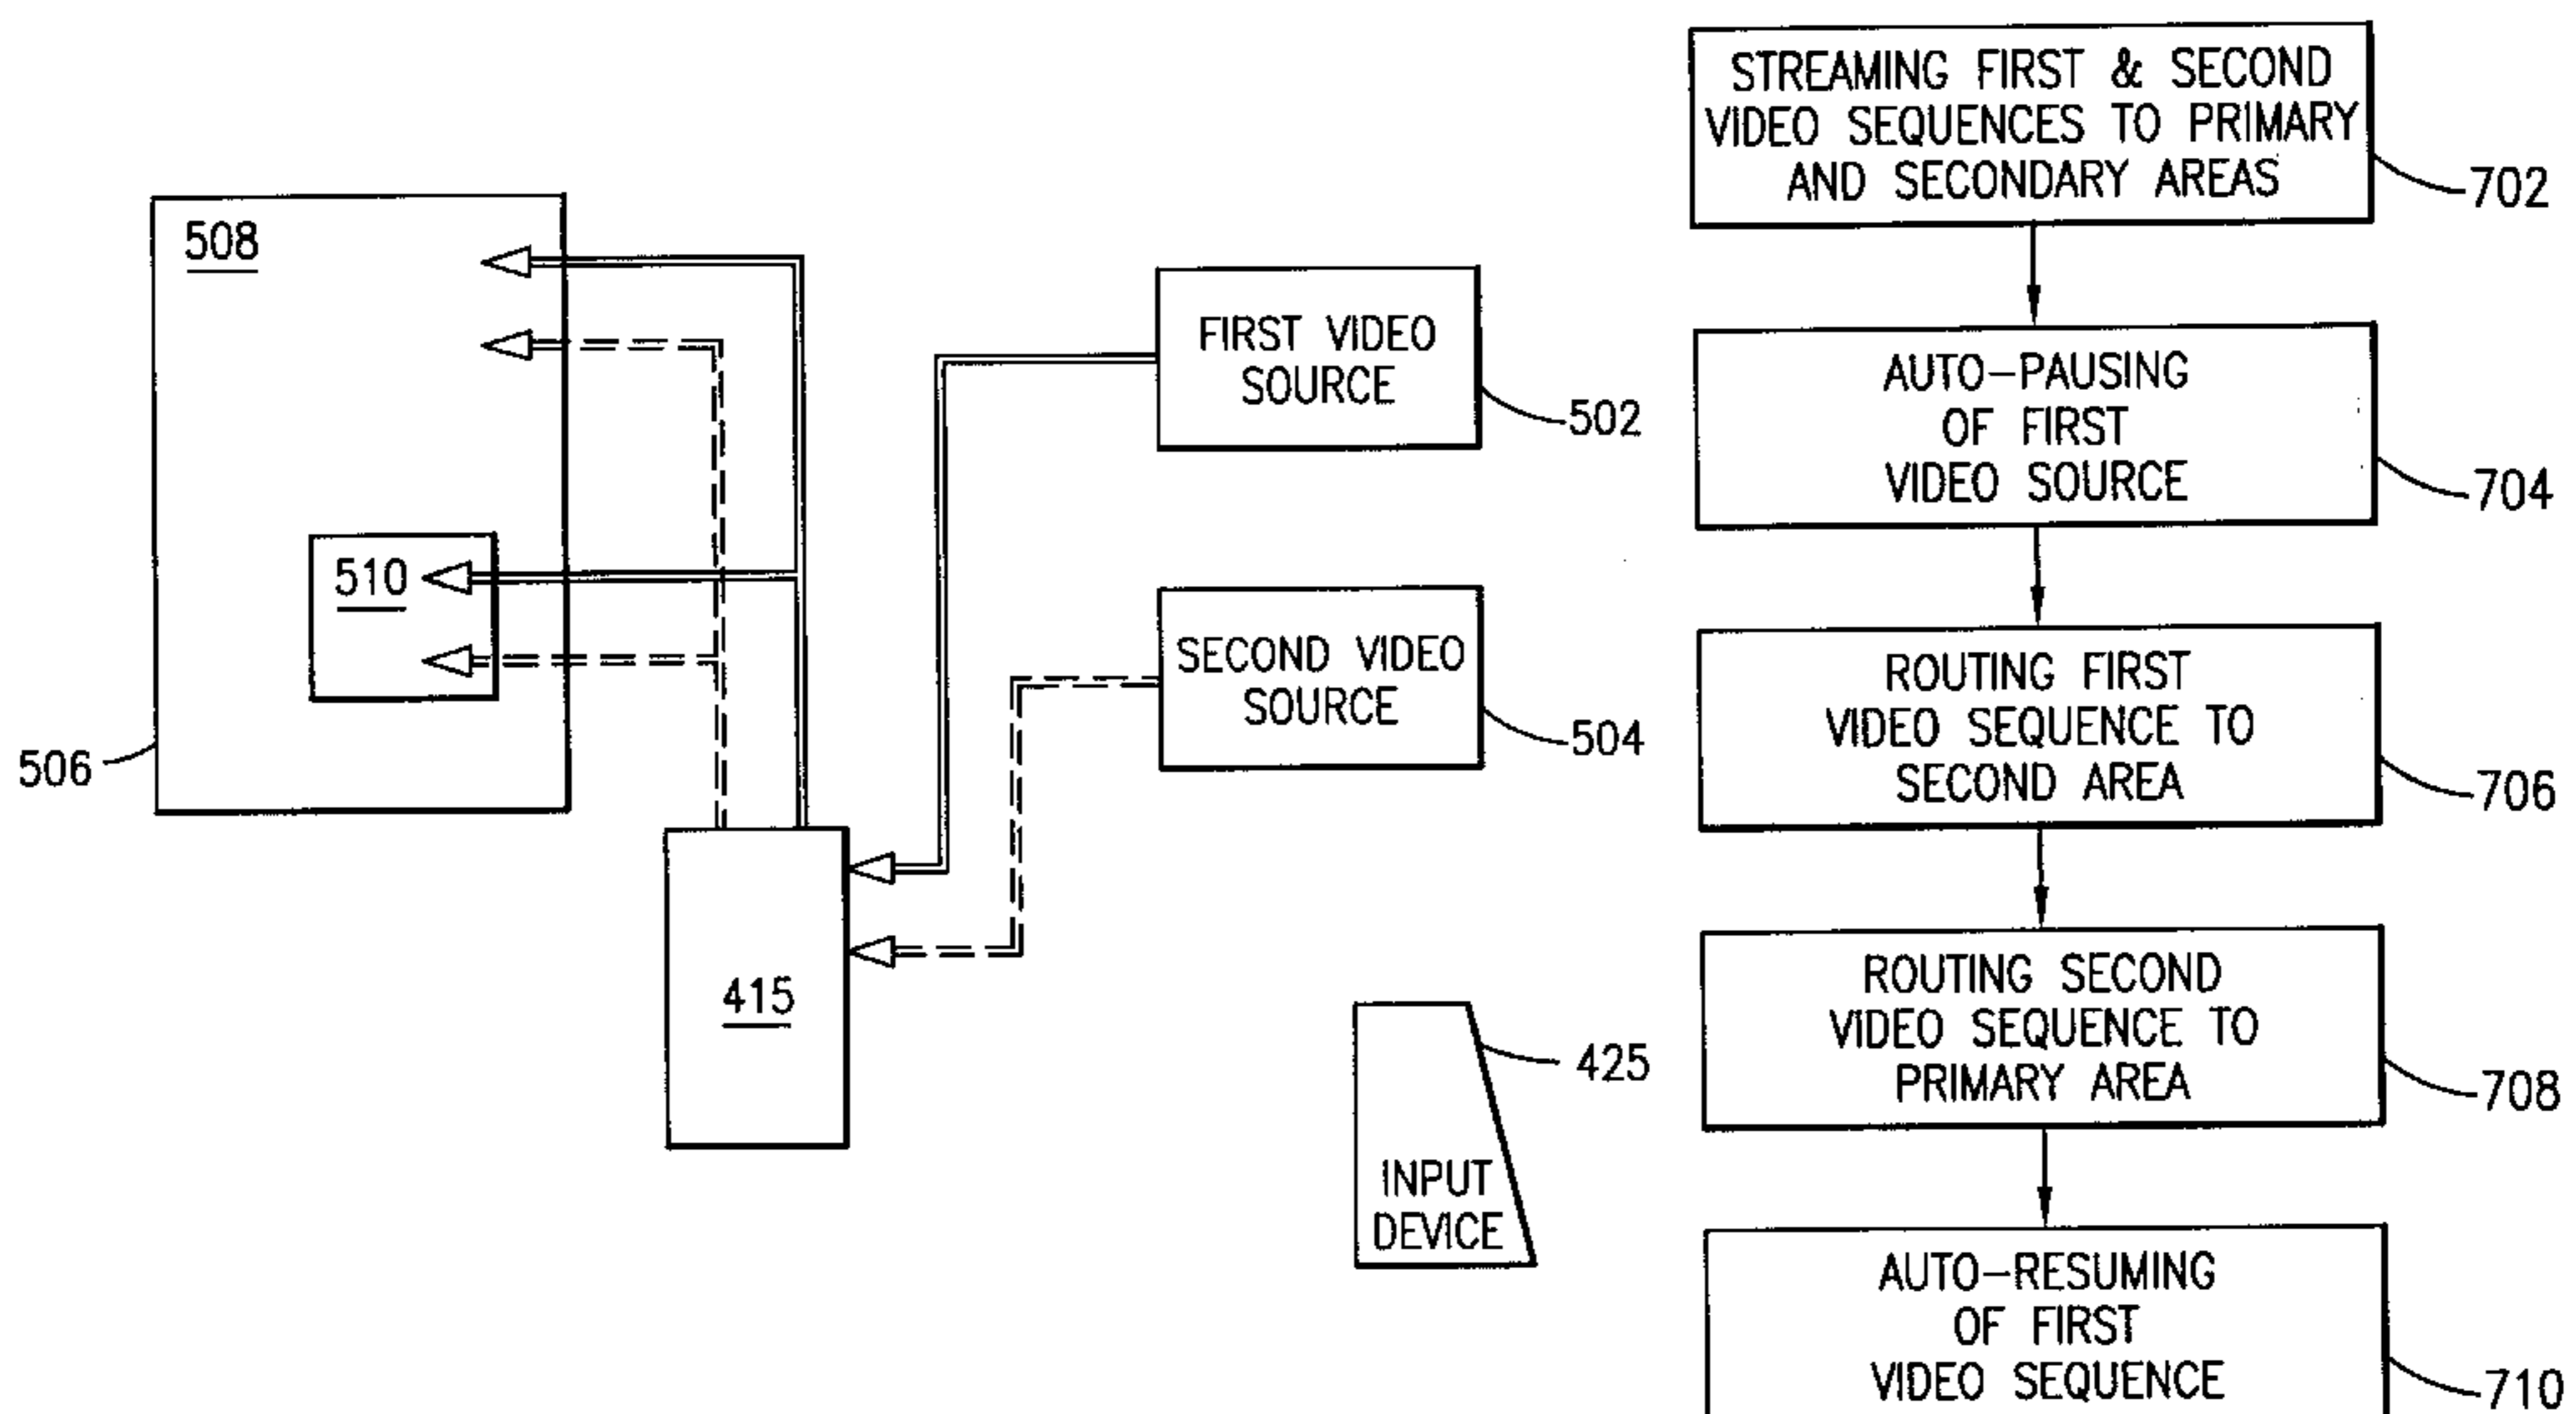 508
510
506
415
FIRST VIDEO
SOURCE
502
SECOND VIDEO
SOURCE
504
425
INPUT
DEVICE
STREAMING FIRST & SECOND
VIDEO SEQUENCES TO PRIMARY
AND SECONDARY AREAS
702
AUTO-PAUSING
OF FIRST
VIDEO SOURCE
704
ROUTING FIRST
VIDEO SEQUENCE TO
SECOND AREA
706
ROUTING SECOND
VIDEO SEQUENCE TO
PRIMARY AREA
708
AUTO-RESUMING
OF FIRST
VIDEO SEQUENCE
710